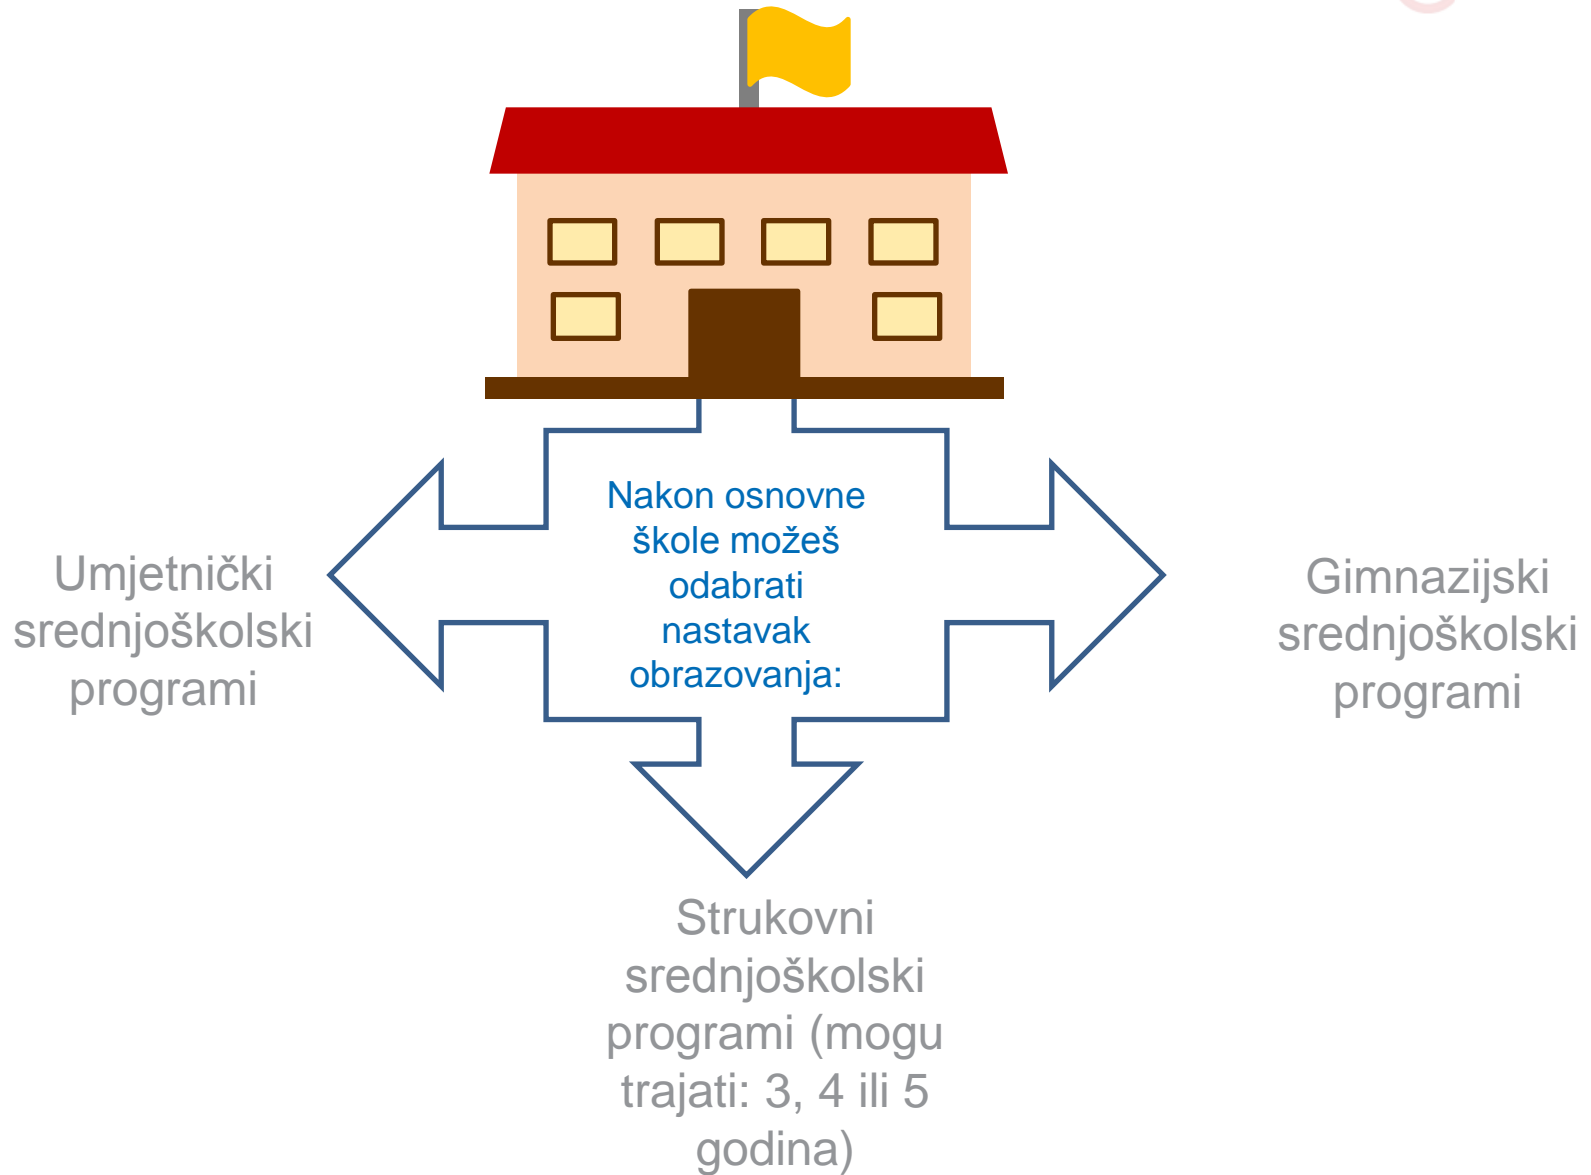 Nakon osnovne
škole možeš
odabrati
nastavak
obrazovanja:
Umjetnički
srednjoškolski
programi
Gimnazijski
srednjoškolski
programi
Strukovni
srednjoškolski
programi (mogu
trajati: 3, 4 ili 5
godina)